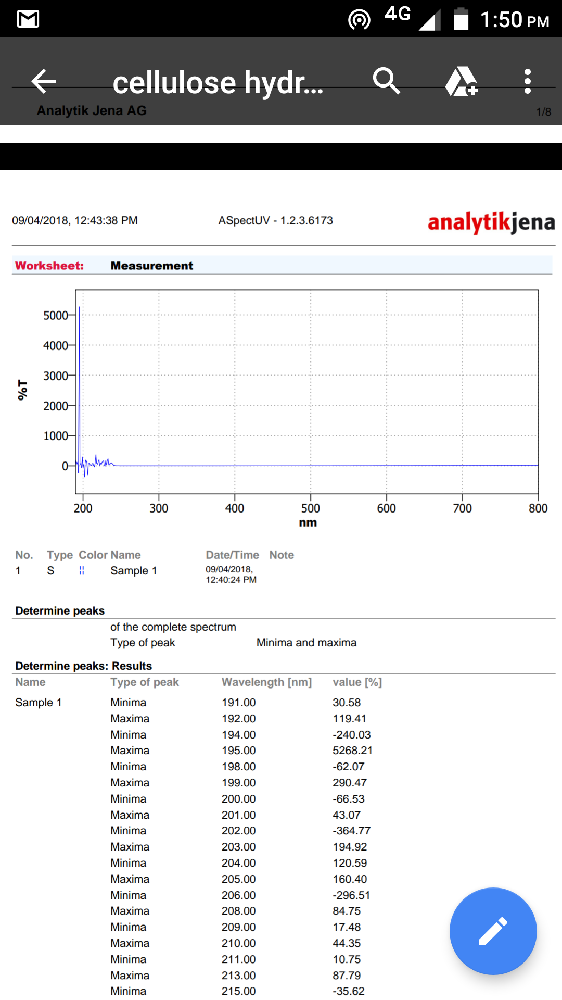 4G 1:50 PM
cellulose hydr...
Analytik Jena AG 1/8
09/04/2018, 12:43:38 PM ASpectUV - 1.2.3.6173 analytikjena
Worksheet: Measurement
5000
4000
3000
%T
2000
1000
0
200 300 400 500 600 700 800
nm
No. Type Color Name Date/Time Note
1 S Sample 1 09/04/2018,
12:40:24 PM
Determine peaks
of the complete spectrum
Type of peak Minima and maxima
Determine peaks: Results
Name Type of peak Wavelength [nm] value [%]
Sample 1 Minima 191.00 30.58
Maxima 192.00 119.41
Minima 194.00 -240.03
Maxima 195.00 5268.21
Minima 198.00 -62.07
Maxima 199.00 290.47
Minima 200.00 -66.53
Maxima 201.00 43.07
Minima 202.00 -364.77
Maxima 203.00 194.92
Minima 204.00 120.59
Maxima 205.00 160.40
Minima 206.00 -296.51
Maxima 208.00 84.75
Minima 209.00 17.48
Maxima 210.00 44.35
Minima 211.00 10.75
Maxima 213.00 87.79
Minima 215.00 -35.62